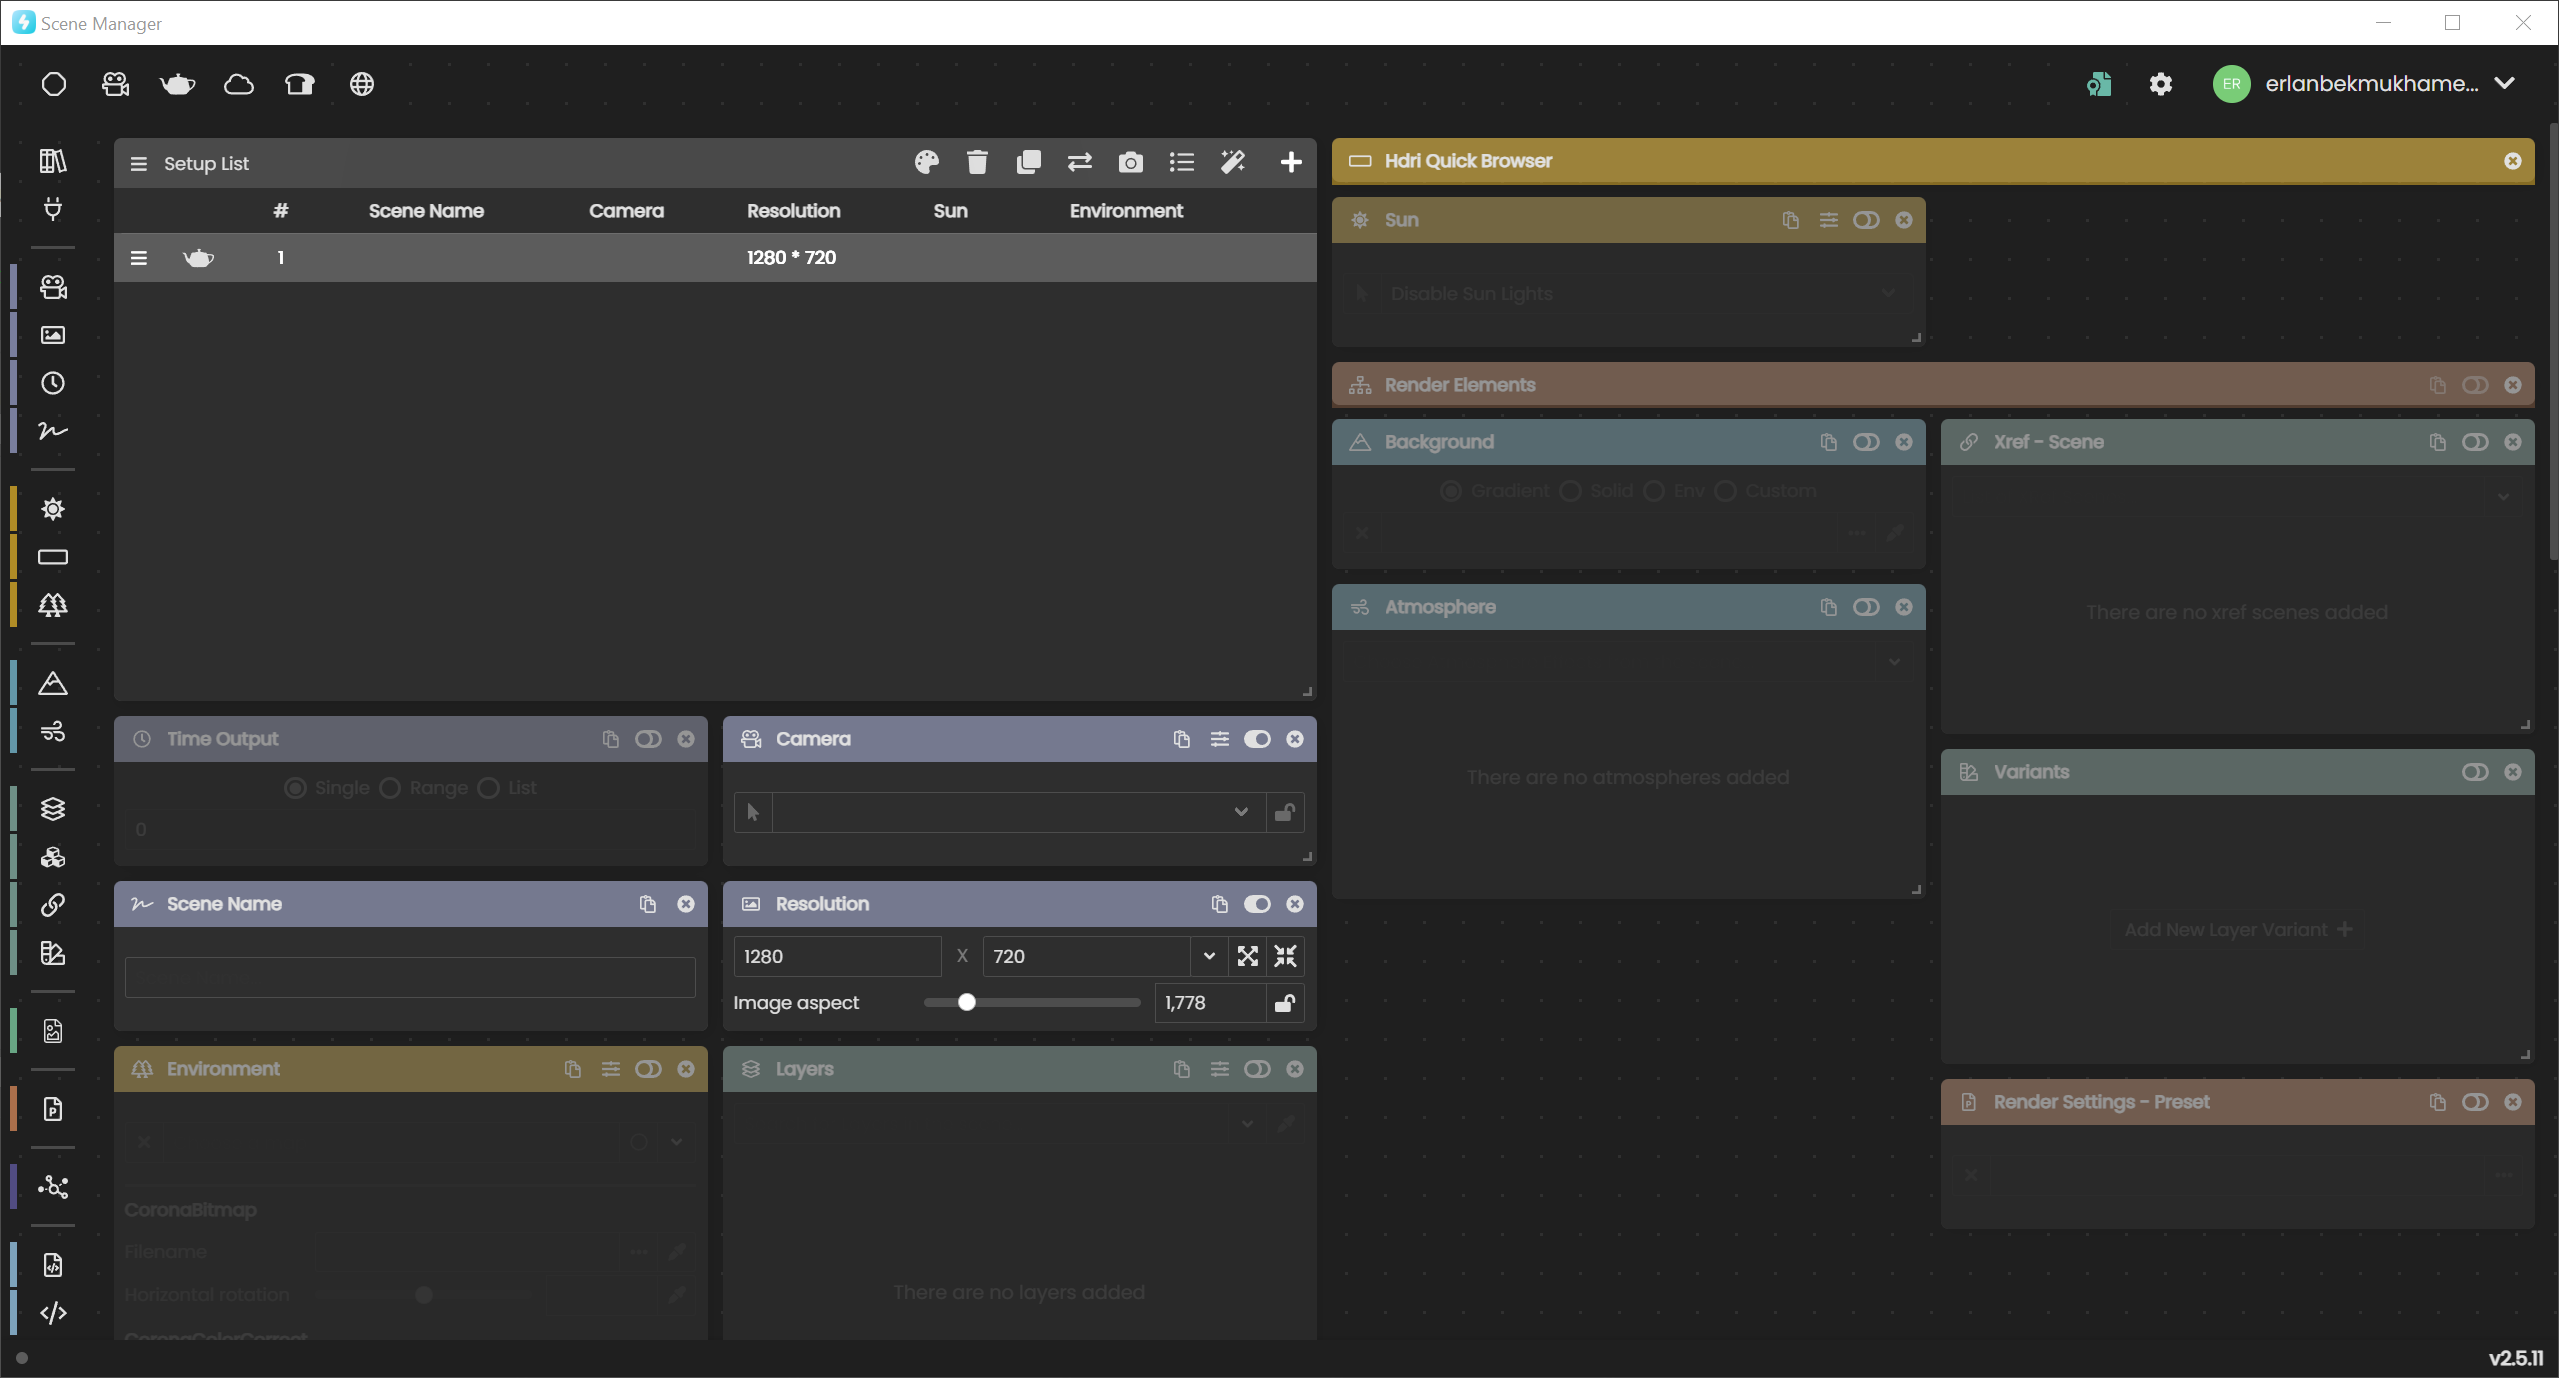 Scene Manager
ER erlanbekmukhame...
Setup List
# Scene Name Camera Resolution Sun Environment
1 1280 * 720
Hdri Quick Browser
Sun
Disable Sun Lights
Render Elements
Background
Gradient Solid Env Custom
Xref - Scene
There are no xref scenes added
Atmosphere
There are no atmospheres added
Variants
Add New Layer Variant
Render Settings - Preset
Time Output
Single Range List
0
Camera
Scene Name
Resolution
1280 X 720
Image aspect 1,778
Environment
CoronaBitmap
Filename
Horizontal rotation
CoronaColorCorrect
Layers
There are no layers added
v2.5.11